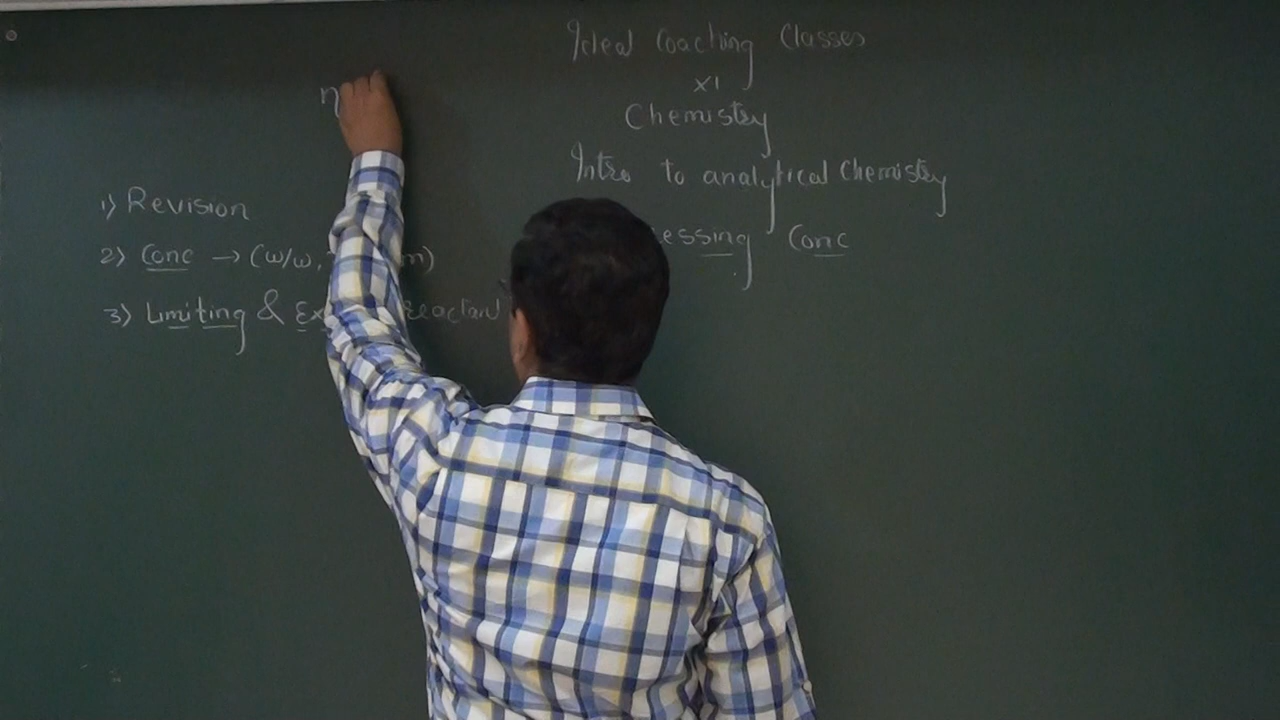 Ideal Coaching Classes
XI
Chemistry
Intro to analytical Chemistry
essing Conc
η
1) Revision
2) Conc → (w/w, m)
3) Limiting & Ex Reactant